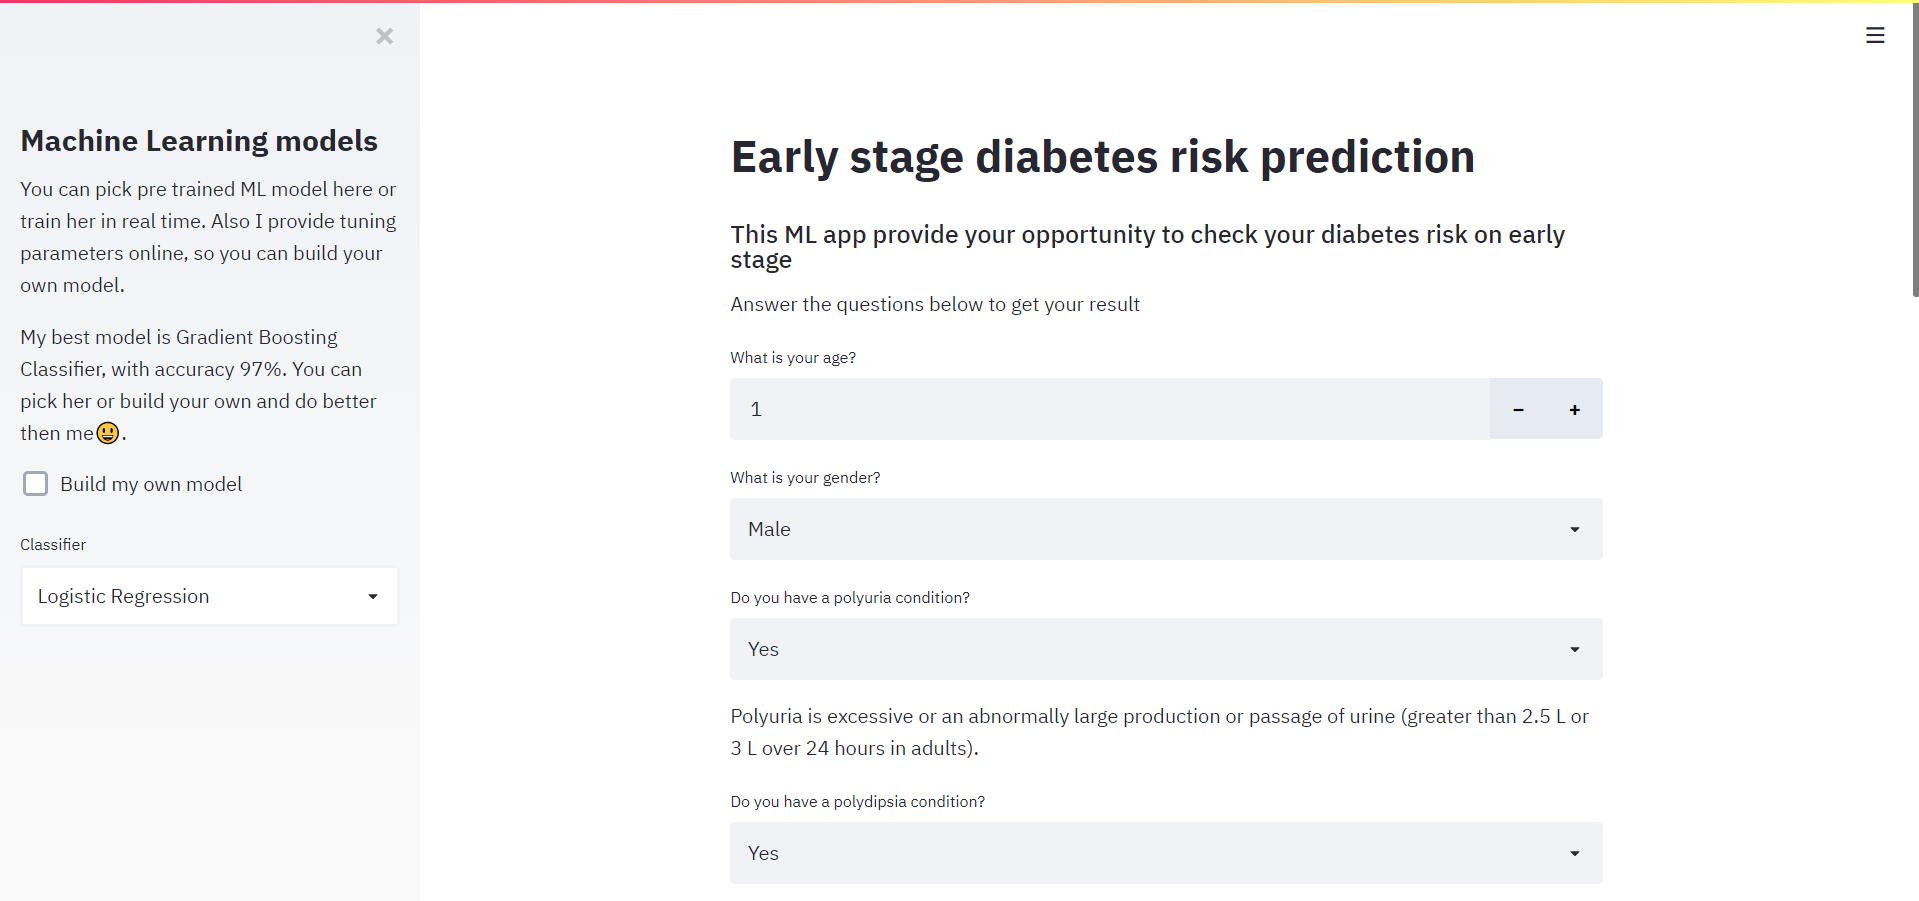 Machine Learning models
You can pick pre trained ML model here or
train her in real time. Also I provide tuning
parameters online, so you can build your
own model.
My best model is Gradient Boosting
Classifier, with accuracy 97%. You can
pick her or build your own and do better
then me😃.
Build my own model
Classifier
Logistic Regression
Early stage diabetes risk prediction
This ML app provide your opportunity to check your diabetes risk on early
stage
Answer the questions below to get your result
What is your age?
1
What is your gender?
Male
Do you have a polyuria condition?
Yes
Polyuria is excessive or an abnormally large production or passage of urine (greater than 2.5 L or
3 L over 24 hours in adults).
Do you have a polydipsia condition?
Yes